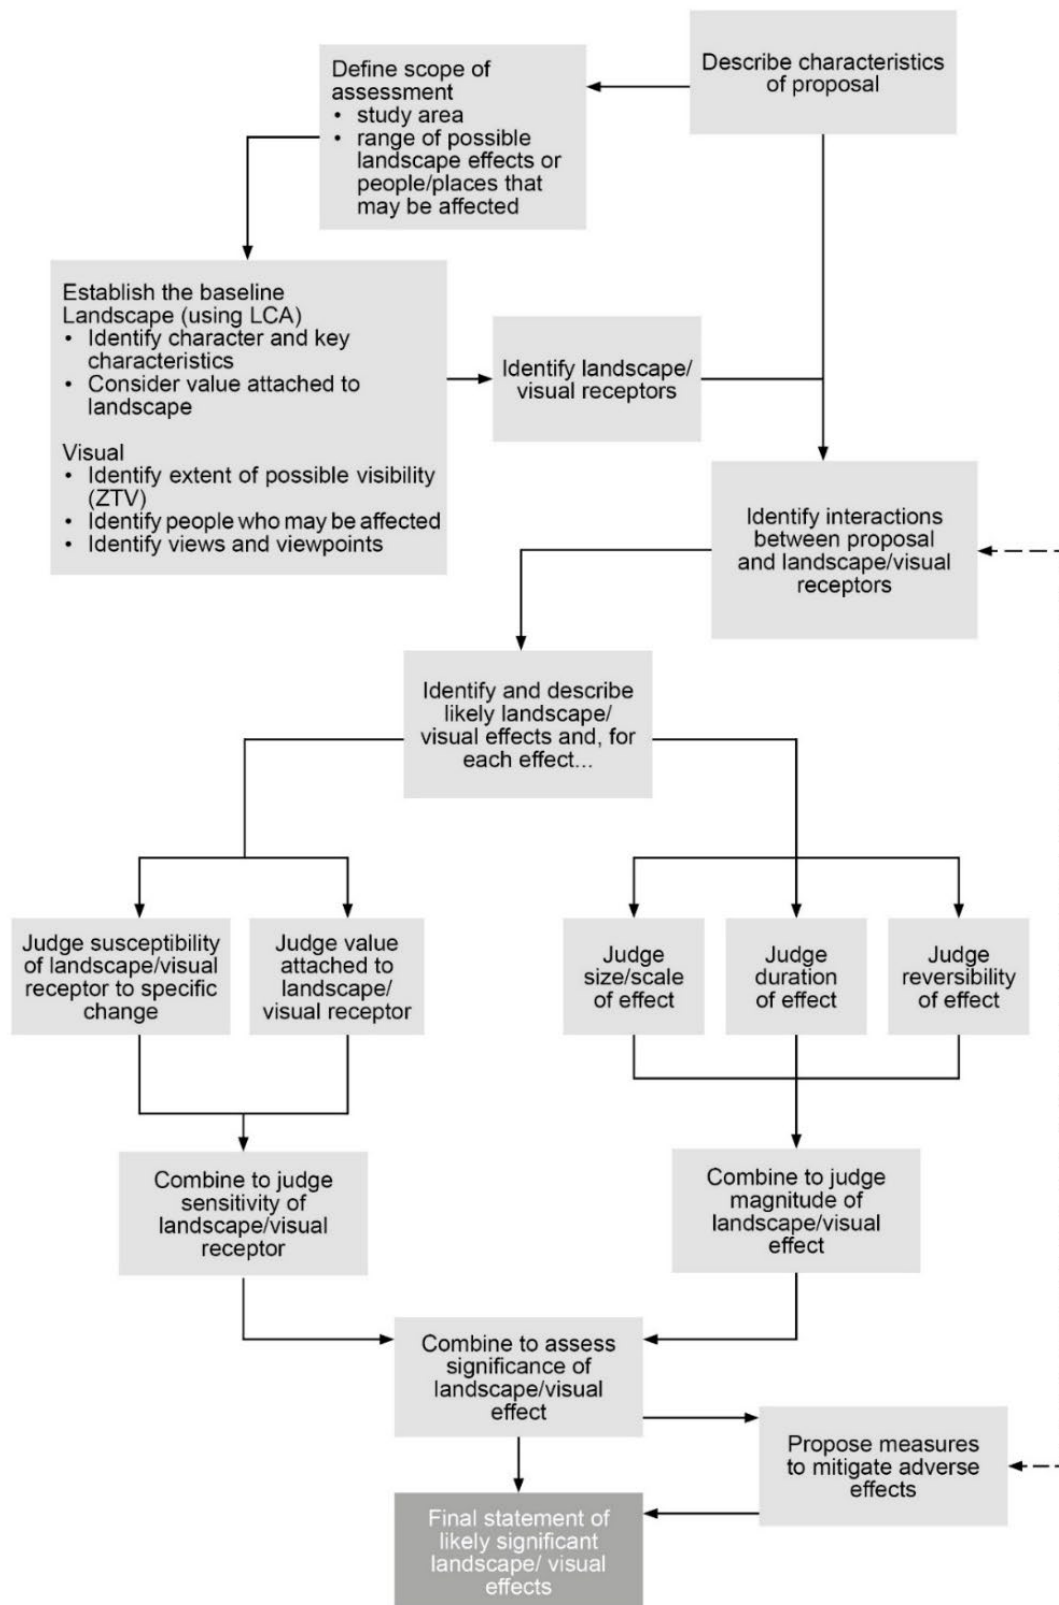 Describe characteristics
of proposal
Define scope of
assessment
• study area
• range of possible
landscape effects or
people/places that
may be affected
Establish the baseline
Landscape (using LCA)
• Identify character and key
characteristics
• Consider value attached to
landscape
Visual
• Identify extent of possible visibility
(ZTV)
• Identify people who may be affected
• Identify views and viewpoints
Identify landscape/
visual receptors
Identify interactions
between proposal
and landscape/visual
receptors
Identify and describe
likely landscape/
visual effects and, for
each effect...
Judge susceptibility
of landscape/visual
receptor to specific
change
Judge value
attached to
landscape/
visual receptor
Judge
size/scale
of effect
Judge
duration
of effect
Judge
reversibility
of effect
Combine to judge
sensitivity of
landscape/visual
receptor
Combine to judge
magnitude of
landscape/visual
effect
Combine to assess
significance of
landscape/visual
effect
Propose measures
to mitigate adverse
effects
Final statement of
likely significant
landscape/ visual
effects